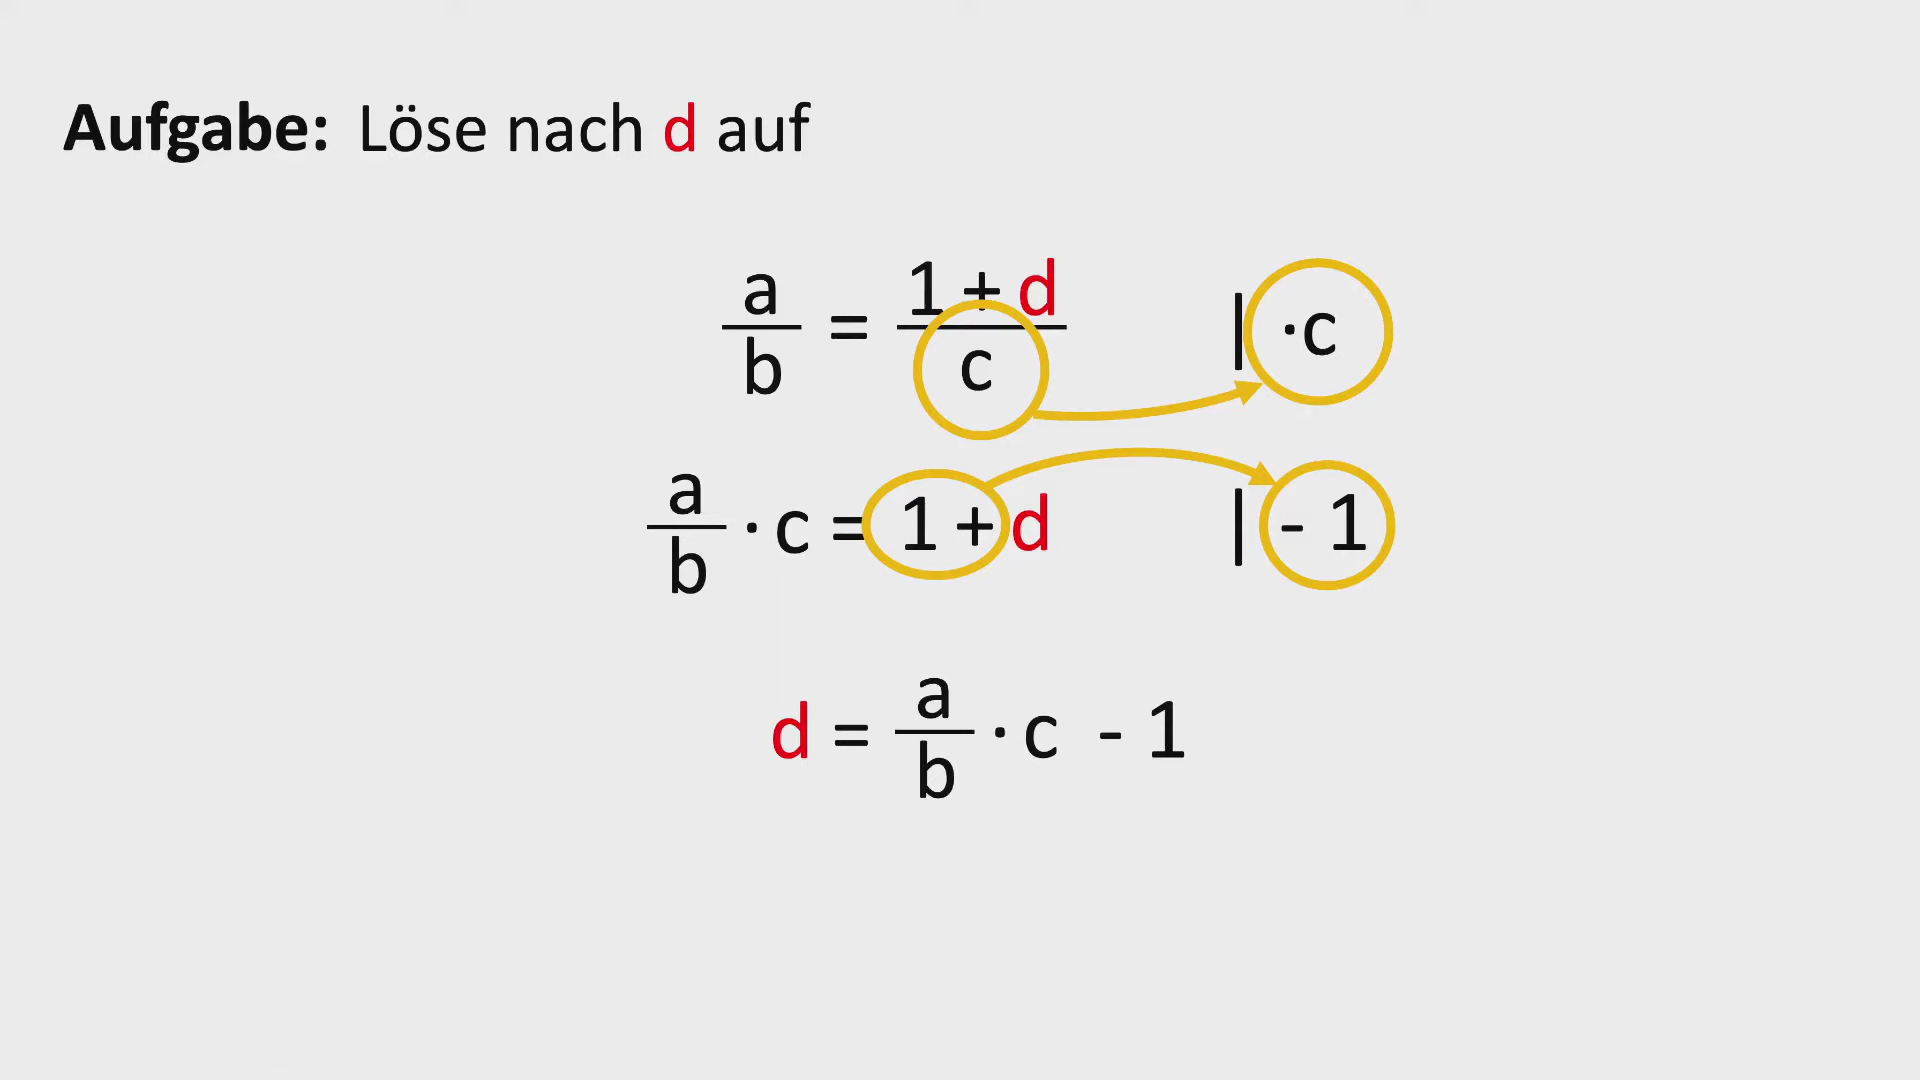 Aufgabe: Löse nach d auf
a/b = (1 + d)/c | ·c
a/b · c = 1 + d | - 1
d = a/b · c - 1